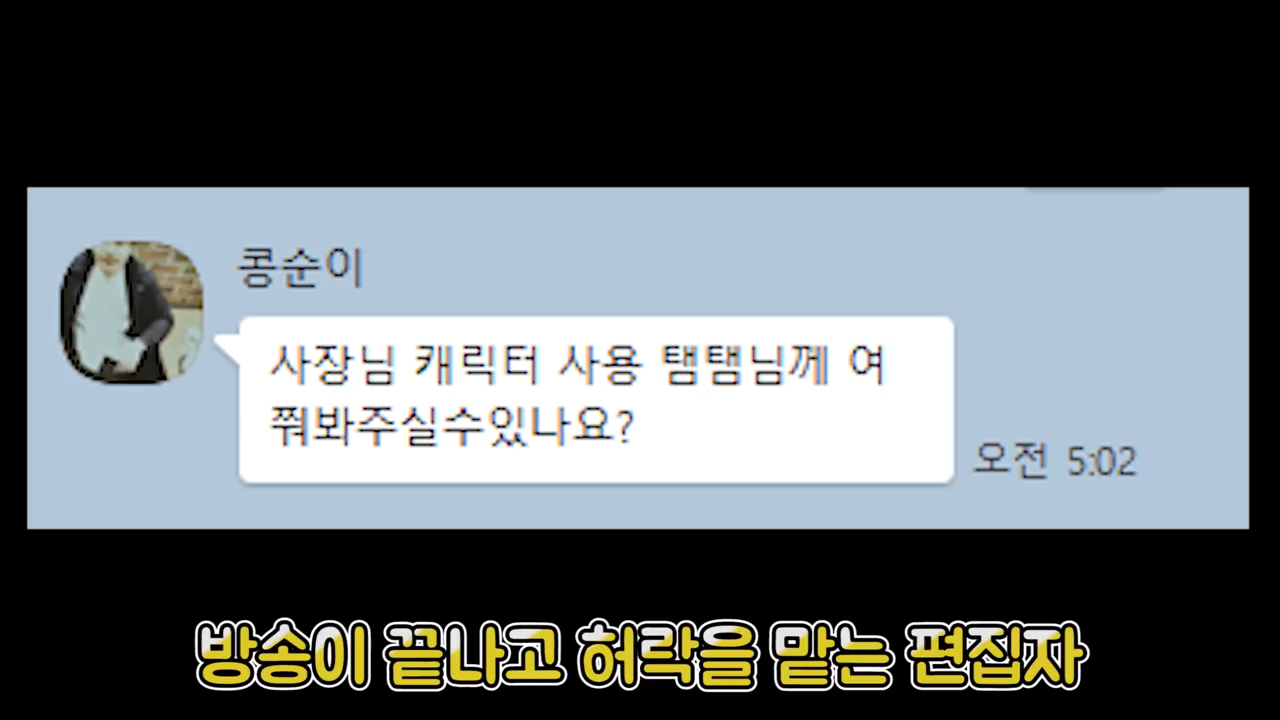 콩순이
사장님 캐릭터 사용 탬탬님께 여
쭤봐주실수있나요?
오전 5:02
방송이 끝나고 허락을 맡는 편집자